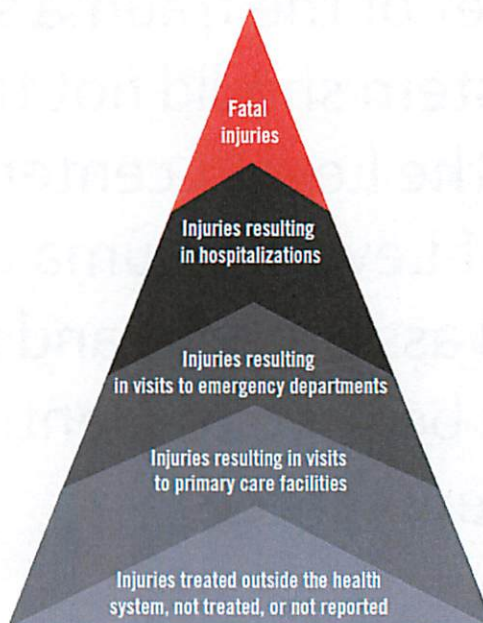 Fatal
injuries
Injuries resulting
in hospitalizations
Injuries resulting
in visits to emergency departments
Injuries resulting in visits
to primary care facilities
Injuries treated outside the health
system, not treated, or not reported